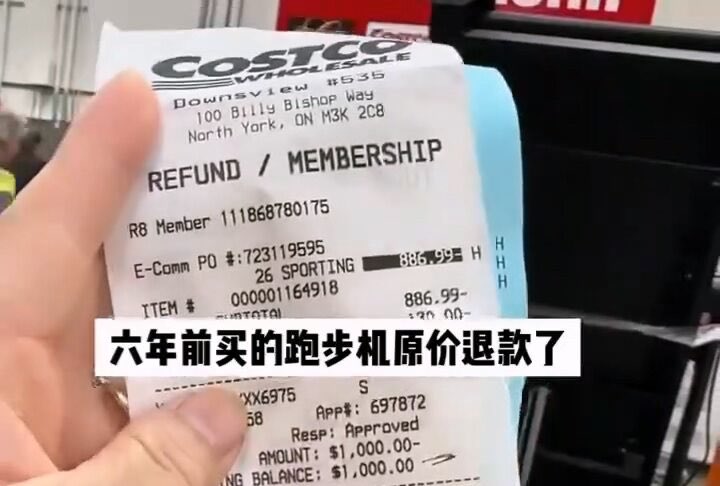 COSTCO
WHOLESALE
Downsview #535
100 Billy Bishop Way
North York, ON M3K 2C8
REFUND / MEMBERSHIP
R8 Member 111868780175
E-Comm PO #:723119595
26 SPORTING 886.99- H
H
H
H
ITEM # 000001164918 886.99-
六年前买的跑步机原价退款了
XX6975 S
58 App#: 697872
Resp: Approved
AMOUNT: $1,000.00-
NG BALANCE: $1,000.00